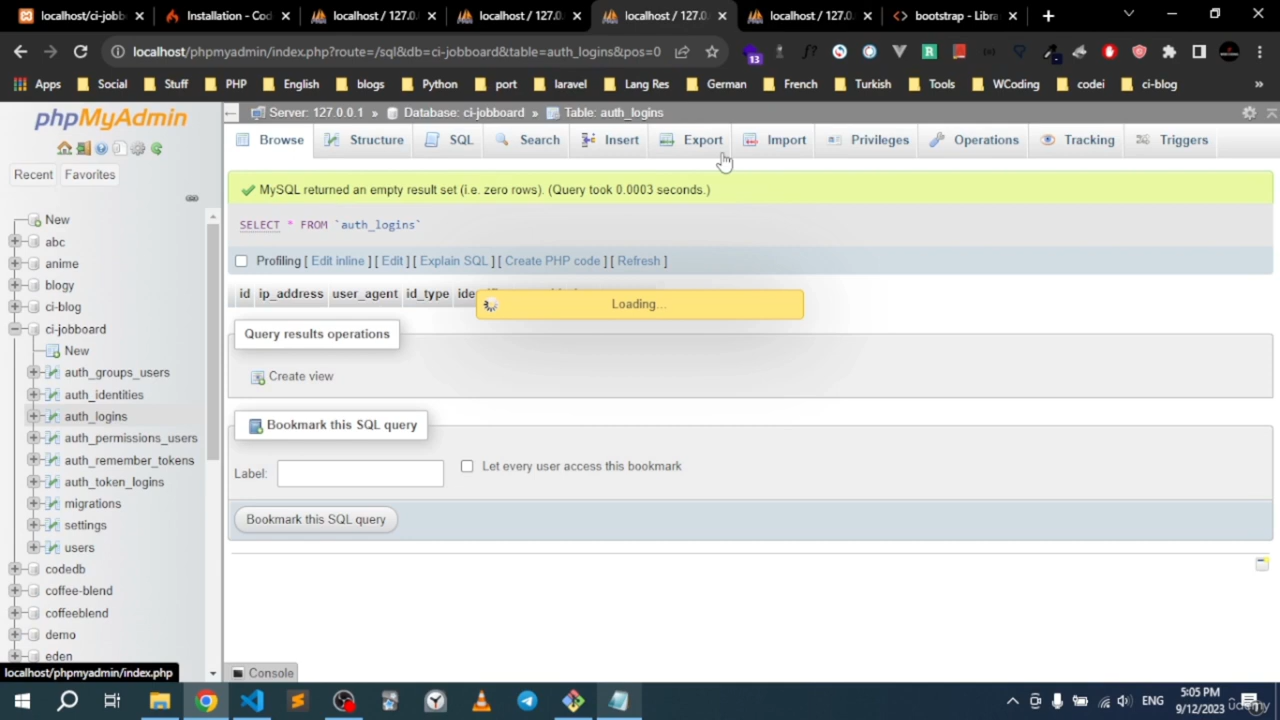 localhost/ci-jobb
Installation - Cod
localhost / 127.0.
localhost / 127.0.
localhost / 127.0.
localhost / 127.0.
bootstrap - Libra
localhost/phpmyadmin/index.php?route=/sql&db=ci-jobboard&table=auth_logins&pos=0
13
Apps Social Stuff PHP English blogs Python port laravel Lang Res German French Turkish Tools WCoding codei ci-blog »
phpMyAdmin
Recent Favorites
New
abc
anime
blogy
ci-blog
ci-jobboard
New
auth_groups_users
auth_identities
auth_logins
auth_permissions_users
auth_remember_tokens
auth_token_logins
migrations
settings
users
codedb
coffee-blend
coffeeblend
demo
eden
localhost/phpmyadmin/index.php
Server: 127.0.0.1 » Database: ci-jobboard » Table: auth_logins
Browse Structure SQL Search Insert Export Import Privileges Operations Tracking Triggers
MySQL returned an empty result set (i.e. zero rows). (Query took 0.0003 seconds.)
SELECT * FROM `auth_logins`
Profiling [ Edit inline ] [ Edit ] [ Explain SQL ] [ Create PHP code ] [ Refresh ]
id ip_address user_agent id_type
Loading...
Query results operations
Create view
Bookmark this SQL query
Label:
Let every user access this bookmark
Bookmark this SQL query
Console
ENG
5:05 PM
9/12/2023
udemy